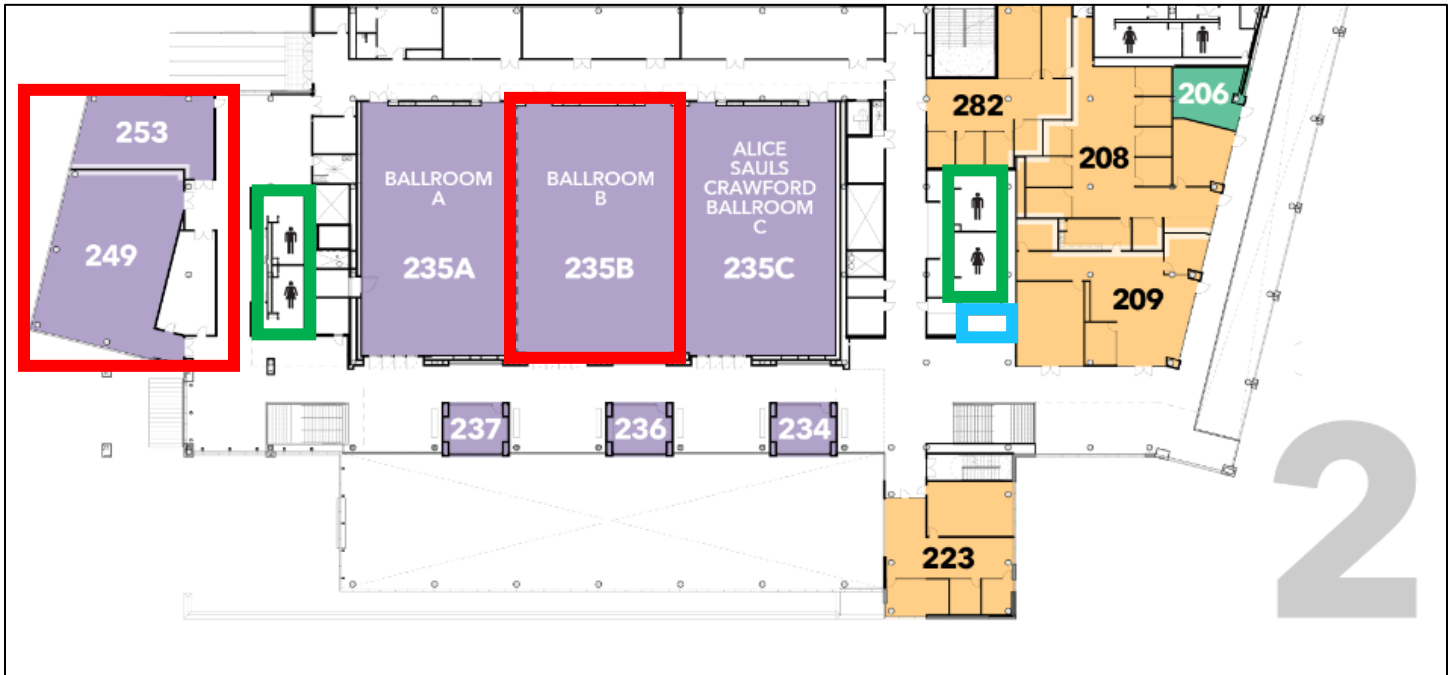 253
249
BALLROOM
A
235A
BALLROOM
B
235B
ALICE
SAULS
CRAWFORD
BALLROOM
C
235C
282
208
206
209
237
236
234
223
2